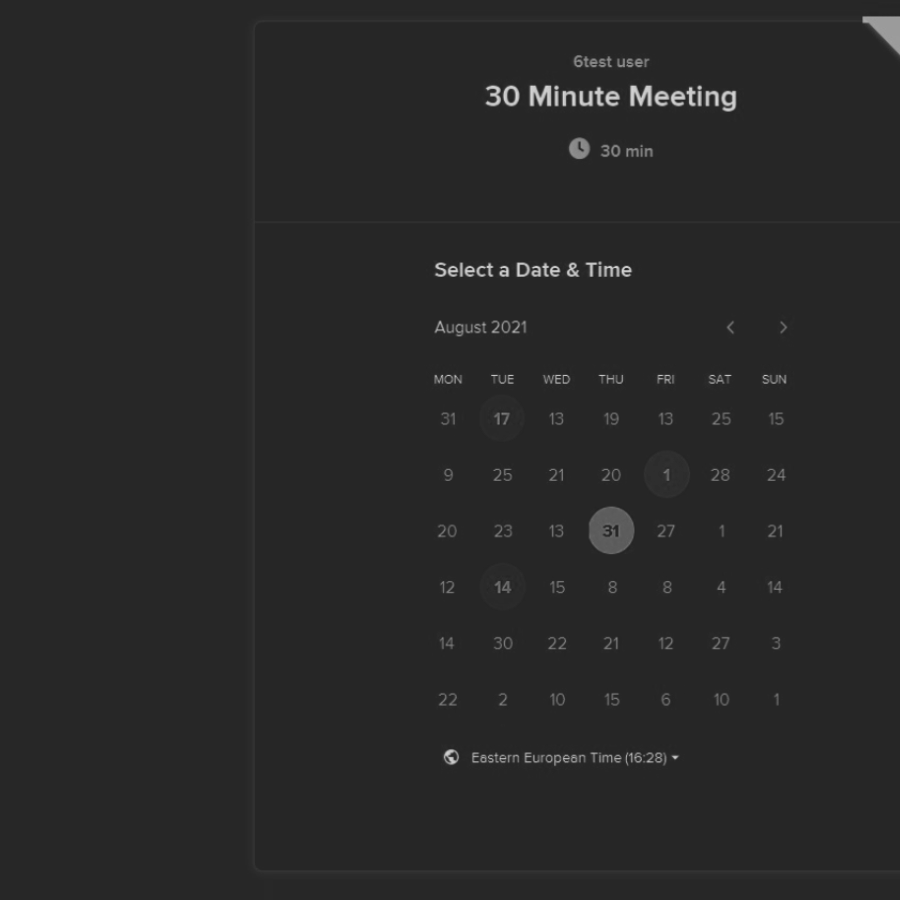 6test user
30 Minute Meeting
30 min
Select a Date & Time
August 2021
MON TUE WED THU FRI SAT SUN
31 17 13 19 13 25 15
9 25 21 20 1 28 24
20 23 13 31 27 1 21
12 14 15 8 8 4 14
14 30 22 21 12 27 3
22 2 10 15 6 10 1
Eastern European Time (16:28)